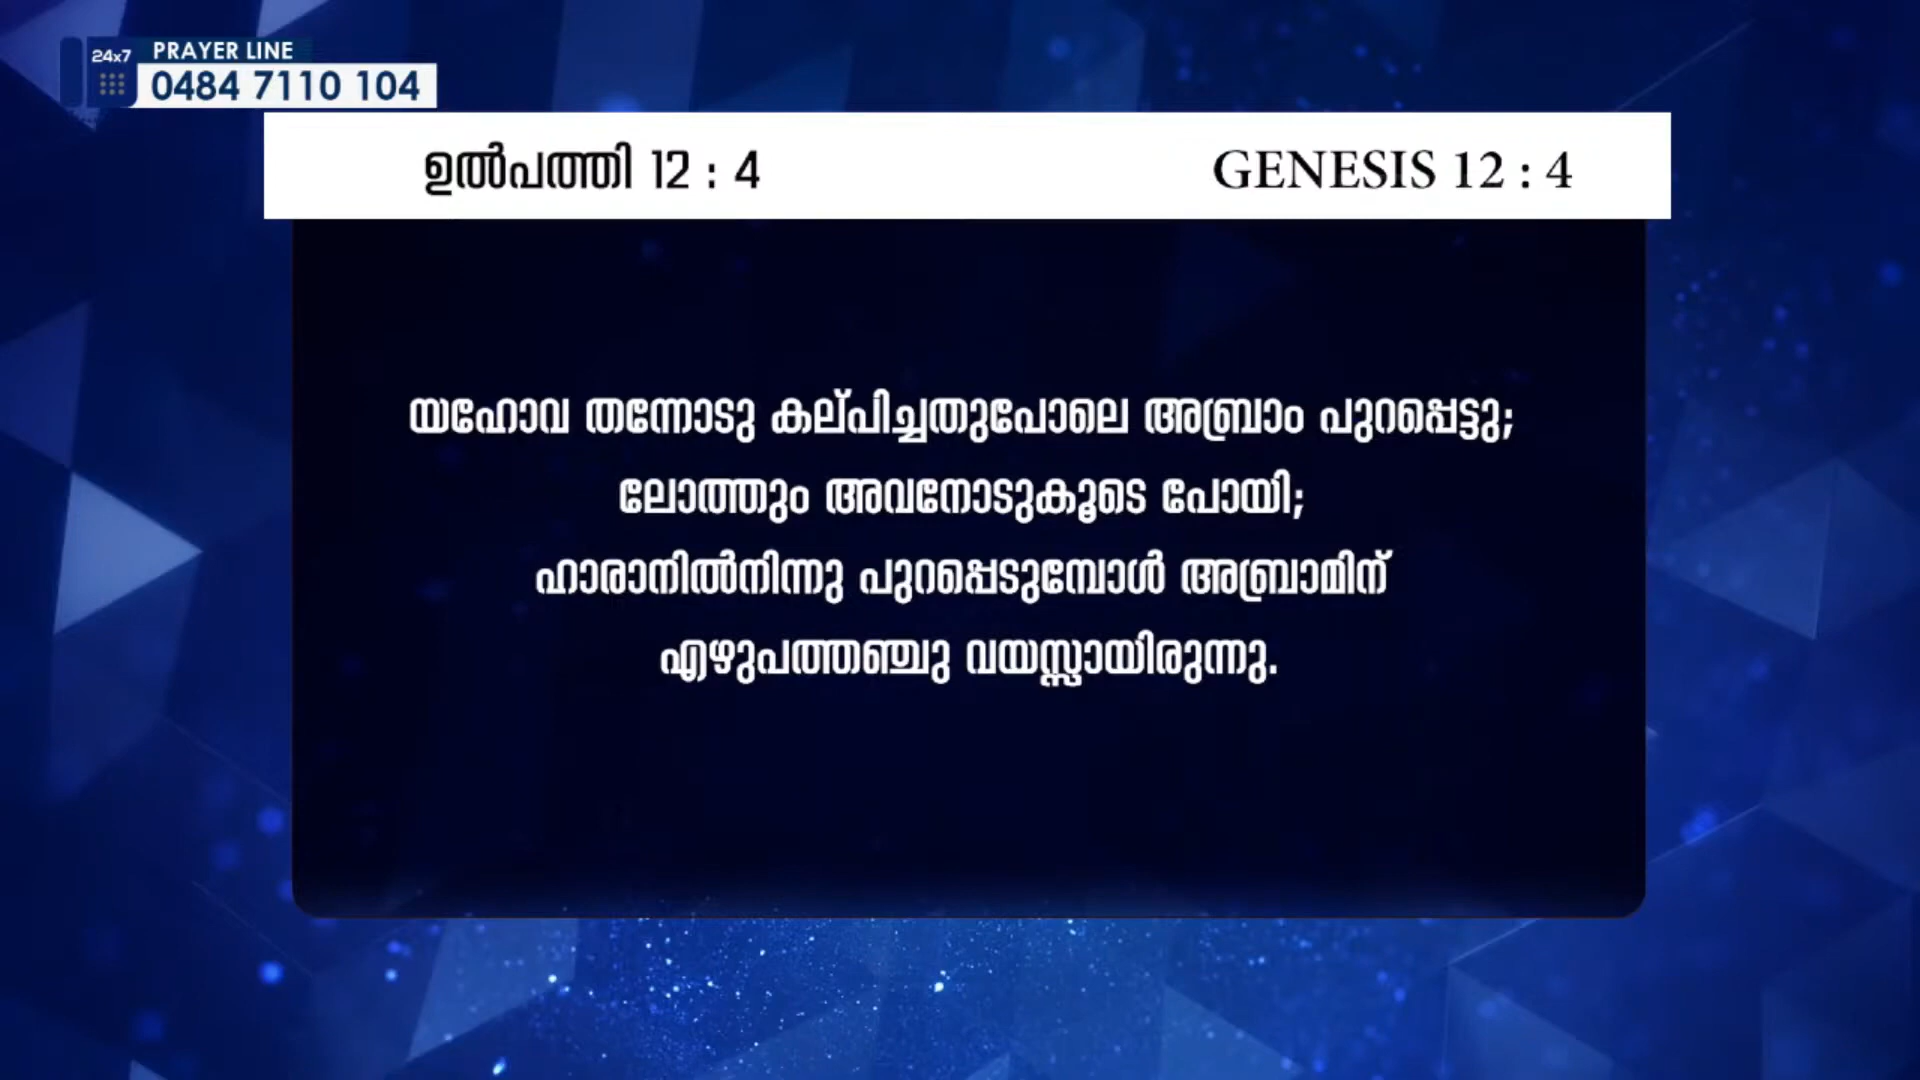 24x7
PRAYER LINE
0484 7110 104
ഉൽപത്തി 12 : 4
GENESIS 12 : 4
യഹോവ തന്നോടു കല്പിച്ചതുപോലെ അബ്രാം പുറപ്പെട്ടു;
ലോത്തും അവനോടുകൂടെ പോയി;
ഹാരാനിൽനിന്നു പുറപ്പെടുമ്പോൾ അബ്രാമിന്
എഴുപത്തഞ്ചു വയസ്സായിരുന്നു.